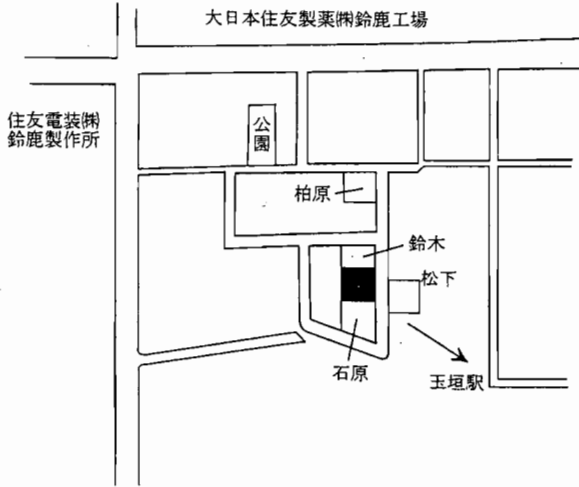 大日本住友製薬㈱鈴鹿工場
住友電装㈱
鈴鹿製作所
公園
柏原
鈴木
松下
石原
玉垣駅